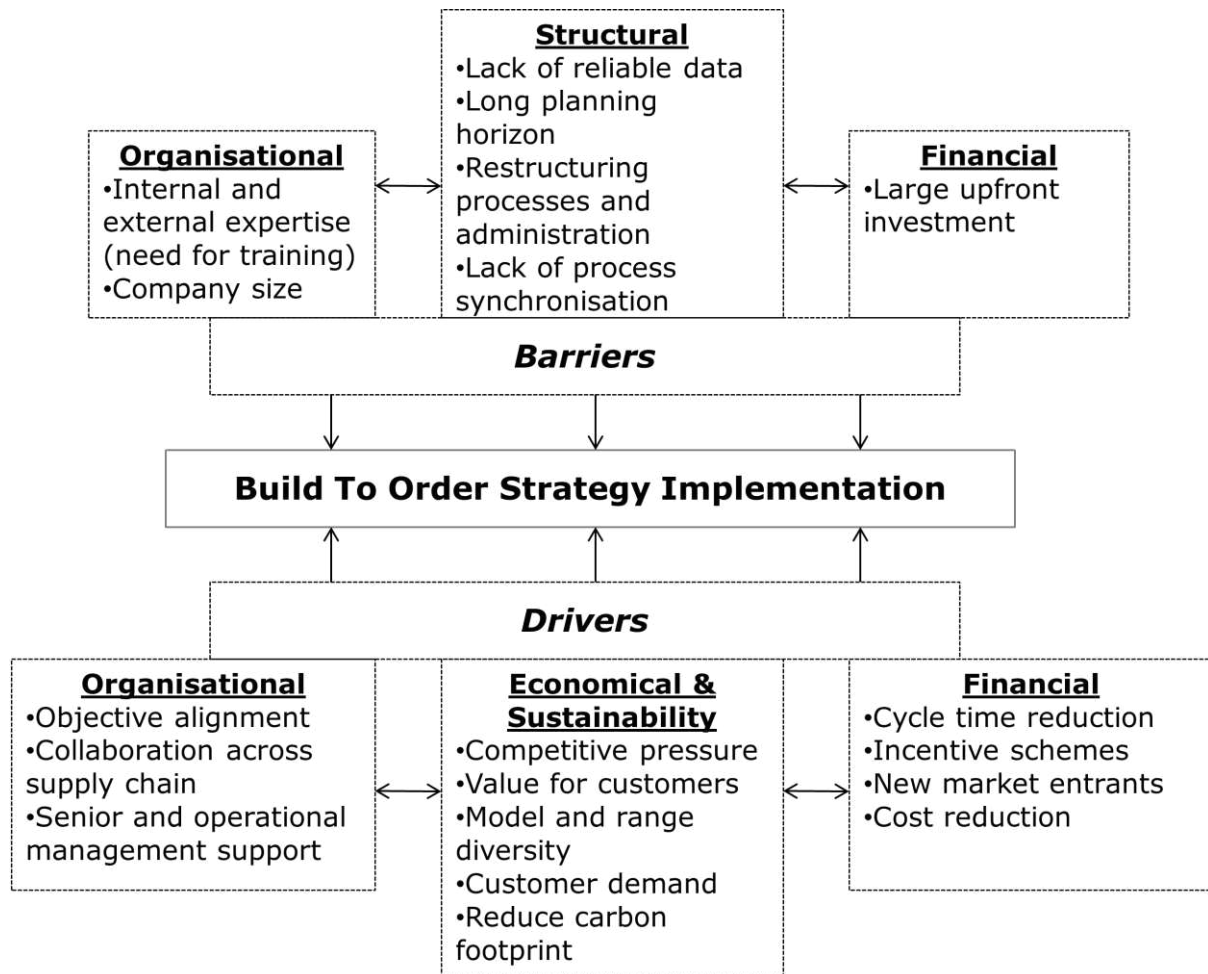 Structural
•Lack of reliable data
•Long planning
horizon
•Restructuring
processes and
administration
•Lack of process
synchronisation
Organisational
•Internal and
external expertise
(need for training)
•Company size
Financial
•Large upfront
investment
Barriers
Build To Order Strategy Implementation
Drivers
Organisational
•Objective alignment
•Collaboration across
supply chain
•Senior and operational
management support
Economical &
Sustainability
•Competitive pressure
•Value for customers
•Model and range
diversity
•Customer demand
•Reduce carbon
footprint
Financial
•Cycle time reduction
•Incentive schemes
•New market entrants
•Cost reduction